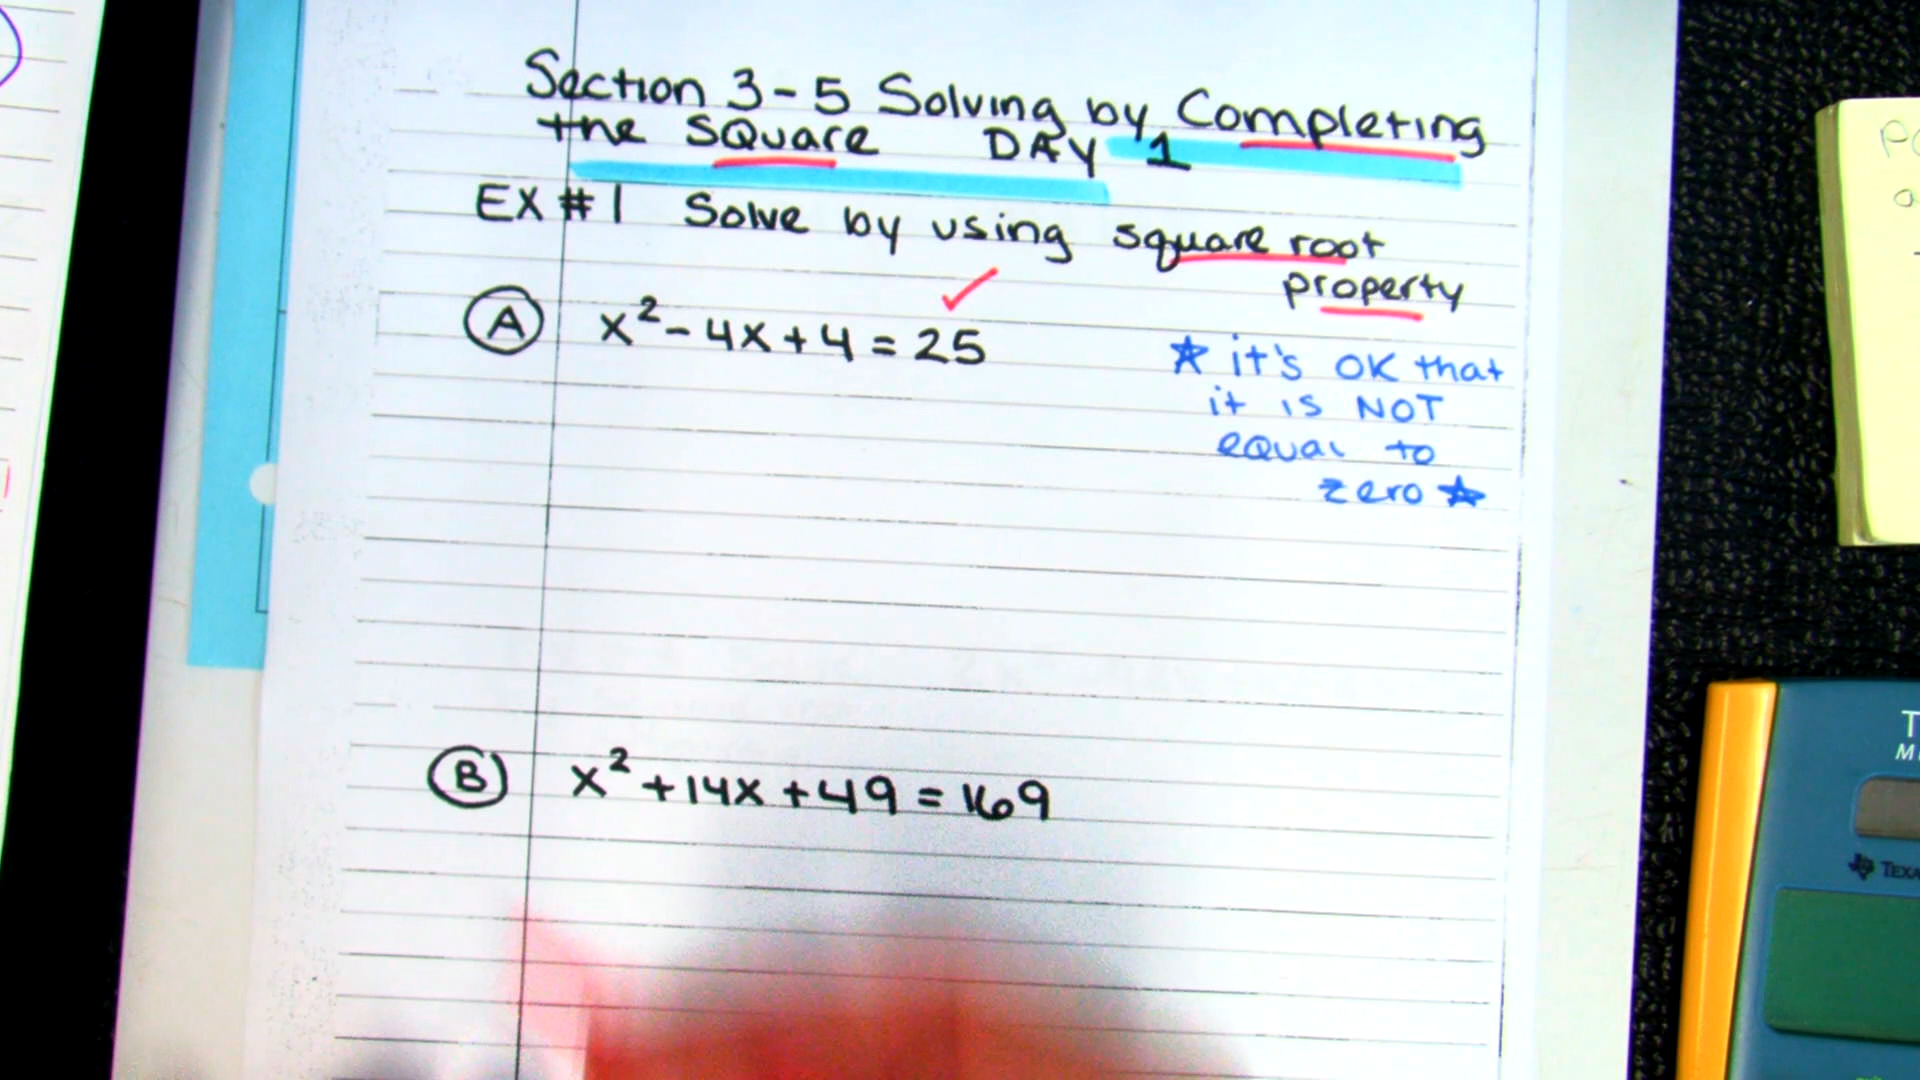 Section 3-5 Solving by Completing
the Square DAY 1
EX #1 Solve by using square root
property
A x² - 4x + 4 = 25
★ it's OK that
it is NOT
equal to
zero ★
B x² + 14x + 49 = 169